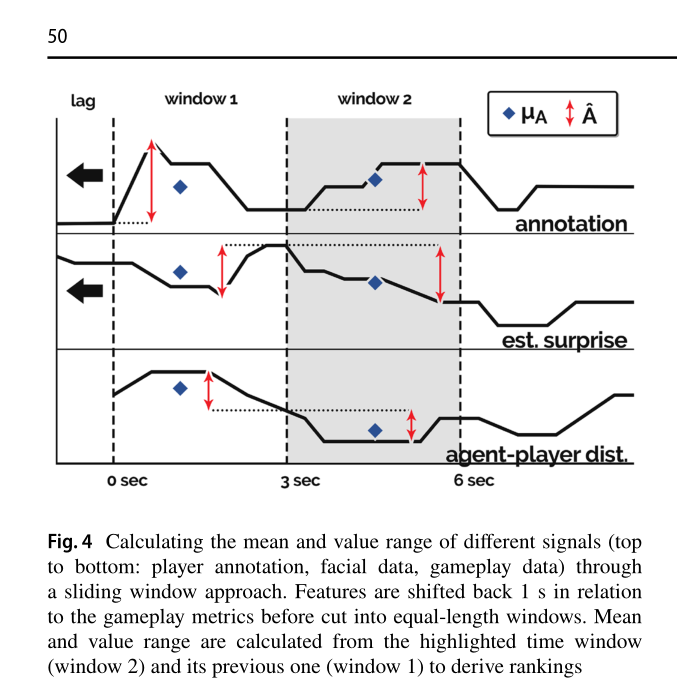 50
lag window 1 window 2
μA Â
annotation
est. surprise
agent-player dist.
0 sec 3 sec 6 sec
Fig. 4 Calculating the mean and value range of different signals (top
to bottom: player annotation, facial data, gameplay data) through
a sliding window approach. Features are shifted back 1 s in relation
to the gameplay metrics before cut into equal-length windows. Mean
and value range are calculated from the highlighted time window
(window 2) and its previous one (window 1) to derive rankings